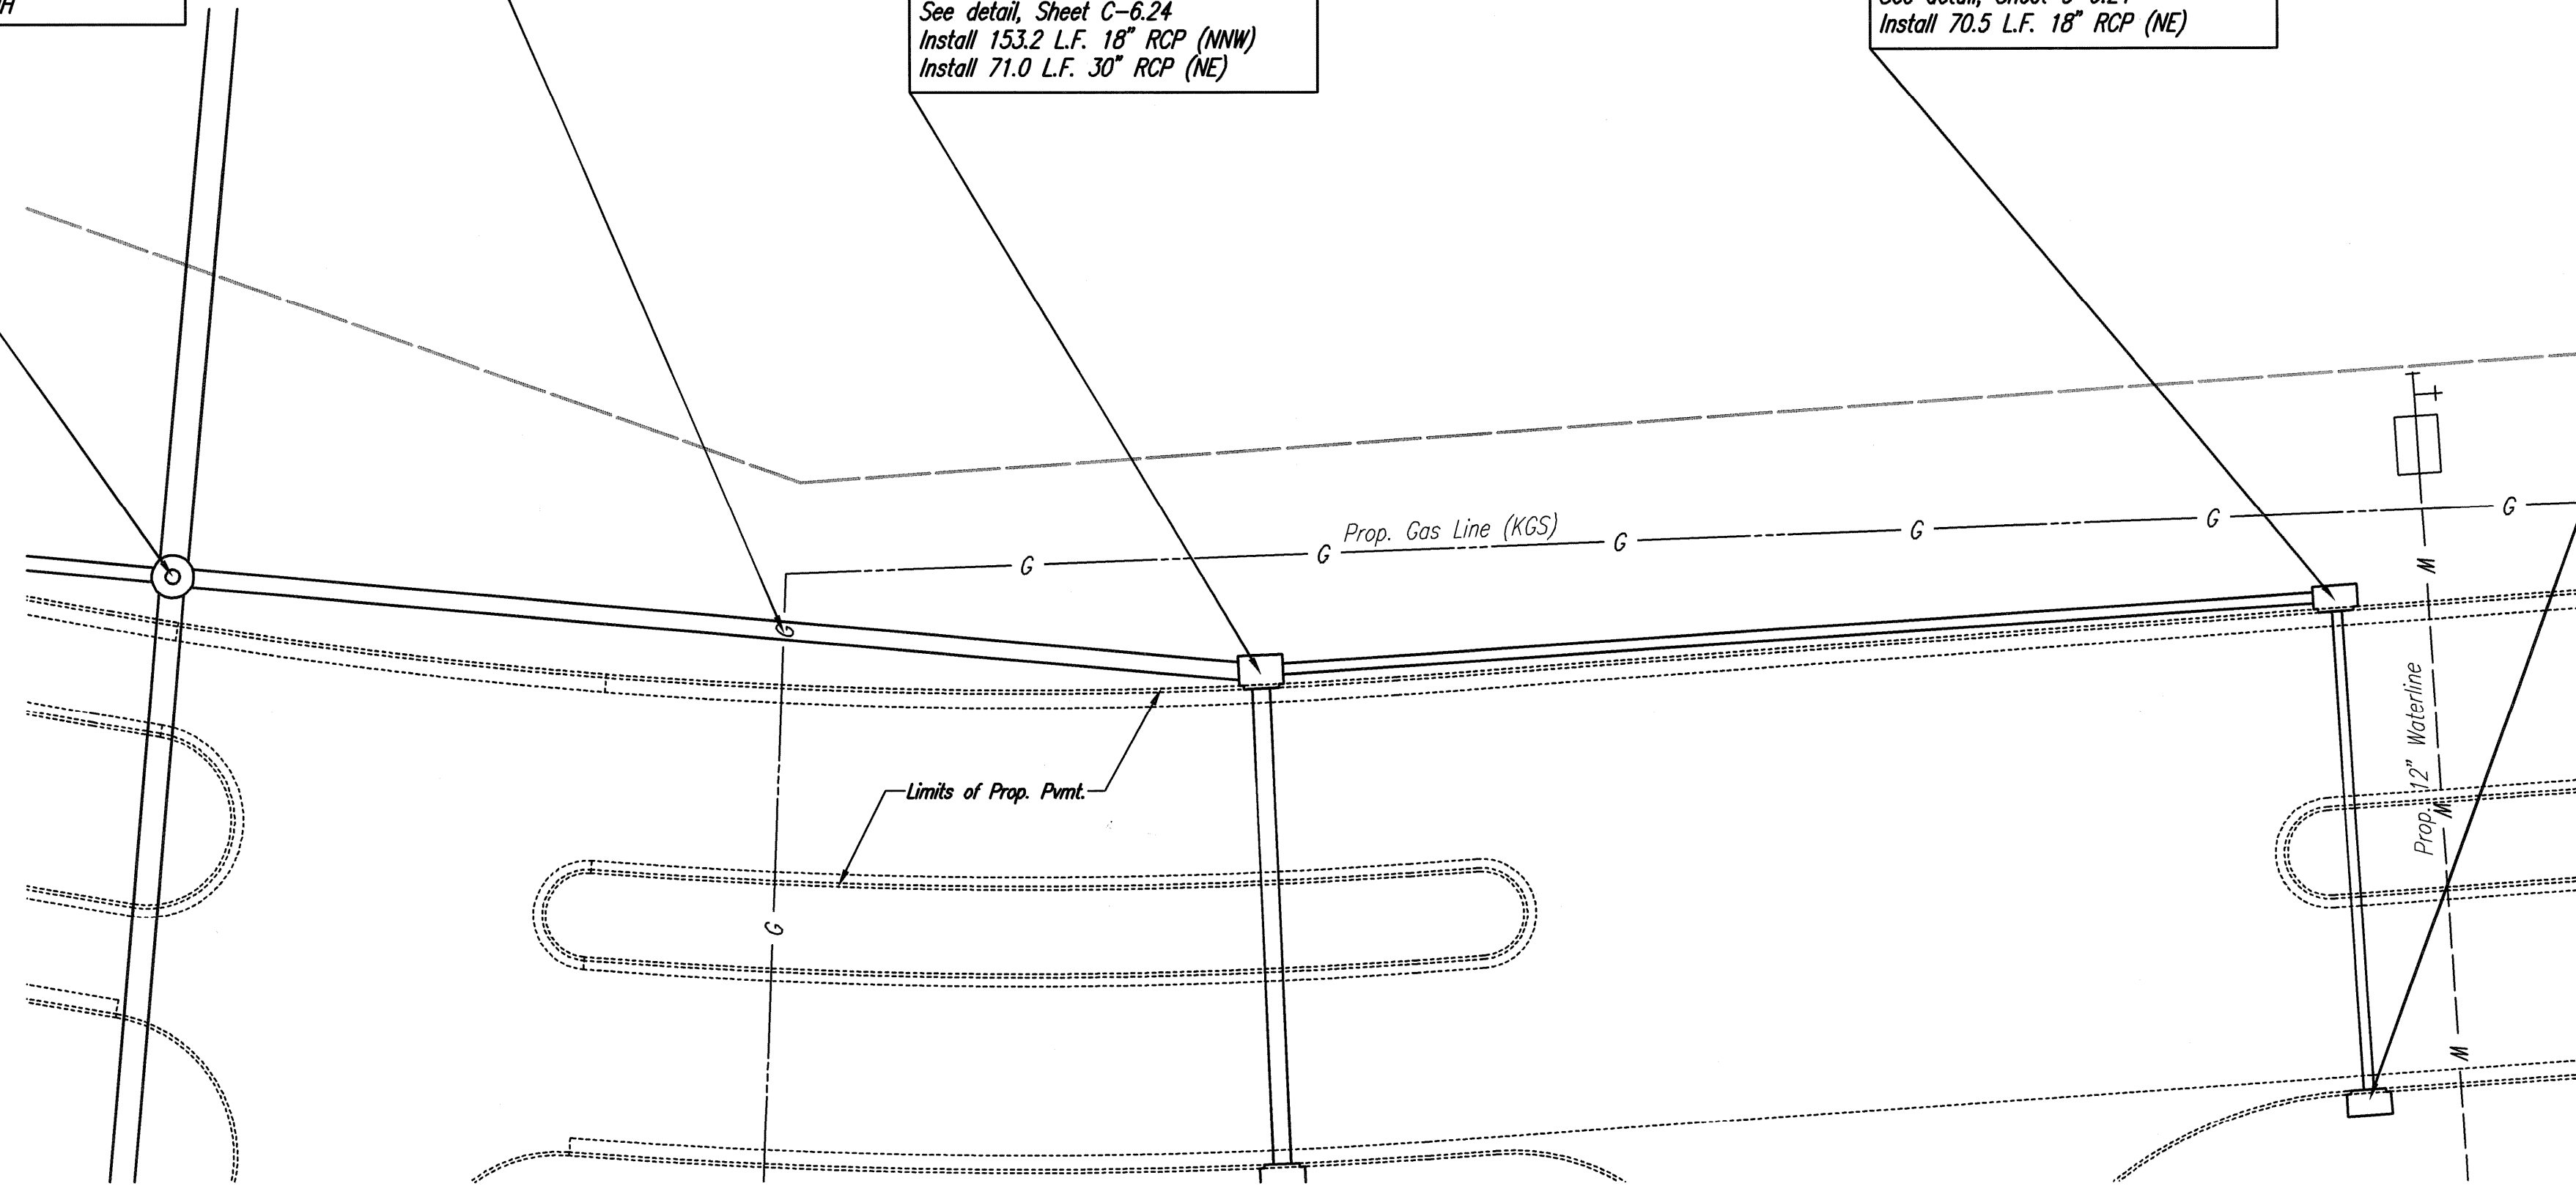 See detail, Sheet C-6.24
Install 153.2 L.F. 18" RCP (NNW)
Install 71.0 L.F. 30" RCP (NE)
Install 70.5 L.F. 18" RCP (NE)
Prop. Gas Line (KGS)
G
G
G
G
G
G
G
G
Limits of Prop. Pvmt.
Prop. 12" Waterline
M
M
M